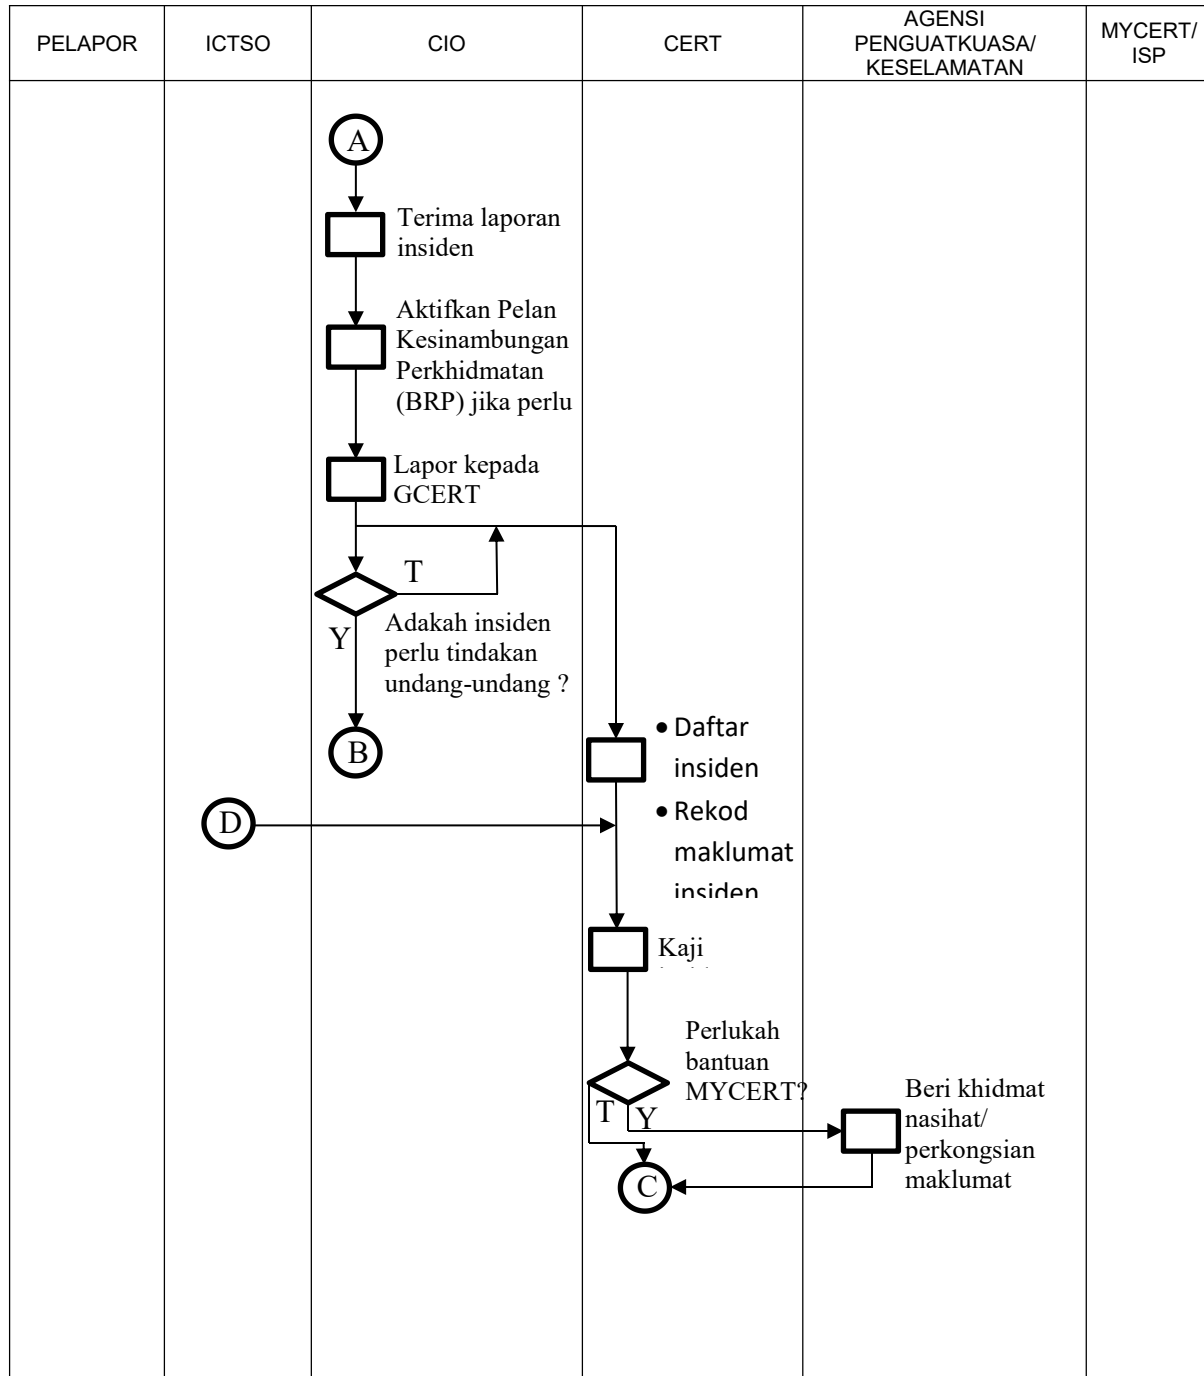 PELAPOR
ICTSO
CIO
CERT
AGENSI
PENGUATKUASA/
KESELAMATAN
MYCERT/
ISP
A
Terima laporan
insiden
Aktifkan Pelan
Kesinambungan
Perkhidmatan
(BRP) jika perlu
Lapor kepada
GCERT
T
Adakah insiden
perlu tindakan
undang-undang ?
Y
B
• Daftar
insiden
D
• Rekod
maklumat
insiden
Kaji
Perlukah
bantuan
MYCERT?
T
Y
Beri khidmat
nasihat/
perkongsian
maklumat
C